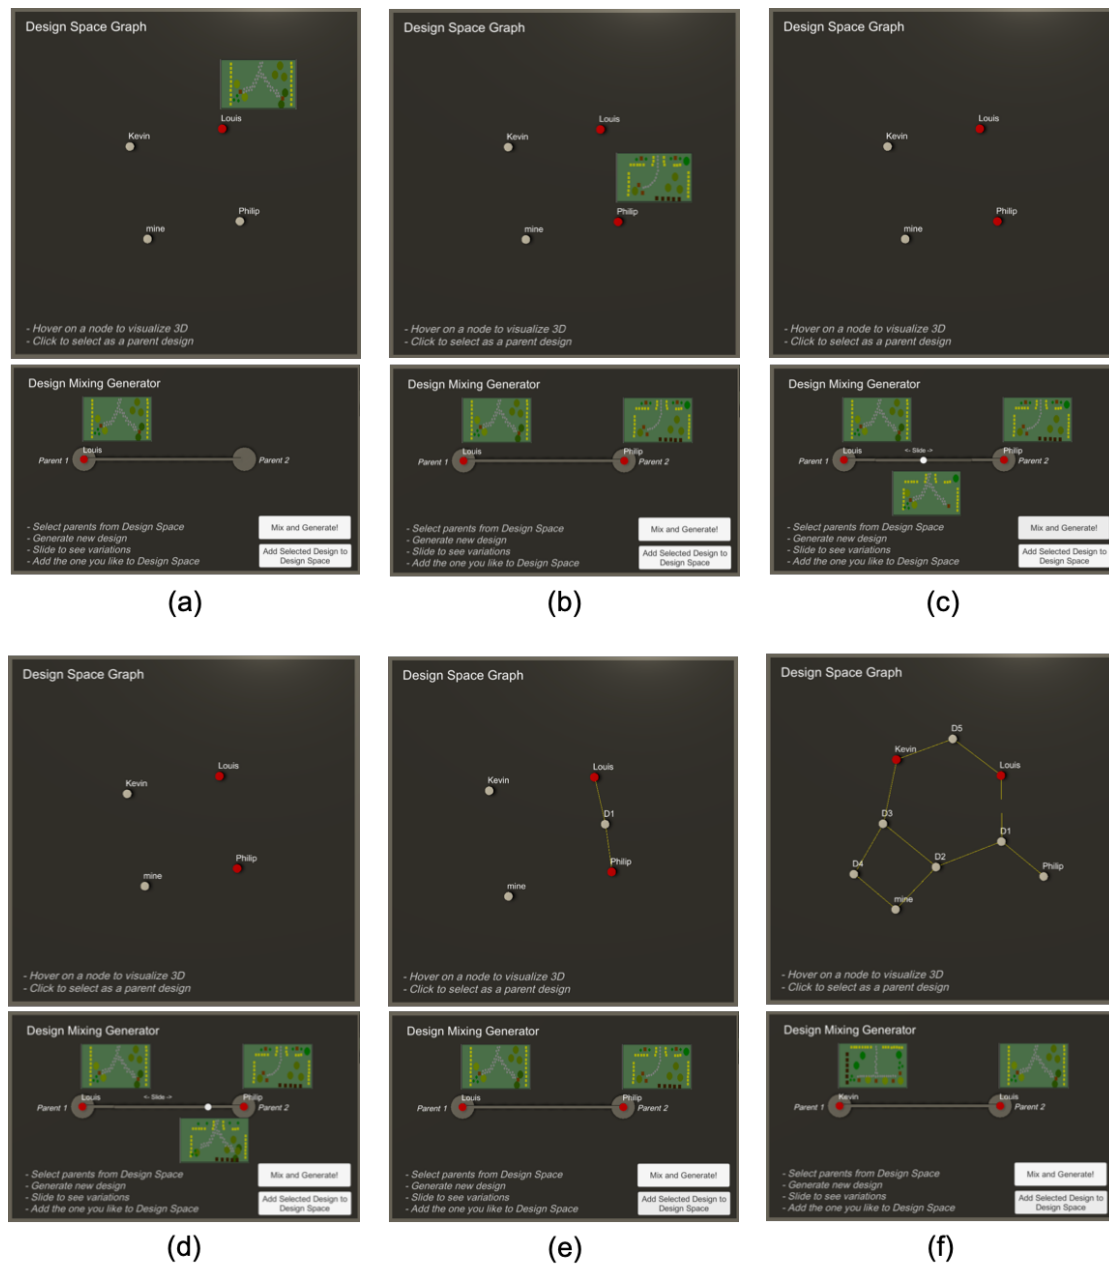 Design Space Graph
Louis
Kevin
Philip
mine
- Hover on a node to visualize 3D
- Click to select as a parent design
Design Mixing Generator
Louis
Parent 1
Parent 2
- Select parents from Design Space
- Generate new design
- Slide to see variations
- Add the one you like to Design Space
Mix and Generate!
Add Selected Design to
Design Space
(a)
Design Space Graph
Louis
Kevin
Philip
mine
- Hover on a node to visualize 3D
- Click to select as a parent design
Design Mixing Generator
Louis
Philip
Parent 1
Parent 2
- Select parents from Design Space
- Generate new design
- Slide to see variations
- Add the one you like to Design Space
Mix and Generate!
Add Selected Design to
Design Space
(b)
Design Space Graph
Louis
Kevin
Philip
mine
- Hover on a node to visualize 3D
- Click to select as a parent design
Design Mixing Generator
Louis
<- Slide ->
Philip
Parent 1
Parent 2
- Select parents from Design Space
- Generate new design
- Slide to see variations
- Add the one you like to Design Space
Mix and Generate!
Add Selected Design to
Design Space
(c)
Design Space Graph
Louis
Kevin
Philip
mine
- Hover on a node to visualize 3D
- Click to select as a parent design
Design Mixing Generator
Louis
<- Slide ->
Philip
Parent 1
Parent 2
- Select parents from Design Space
- Generate new design
- Slide to see variations
- Add the one you like to Design Space
Mix and Generate!
Add Selected Design to
Design Space
(d)
Design Space Graph
Louis
Kevin
D1
Philip
mine
- Hover on a node to visualize 3D
- Click to select as a parent design
Design Mixing Generator
Louis
Philip
Parent 1
Parent 2
- Select parents from Design Space
- Generate new design
- Slide to see variations
- Add the one you like to Design Space
Mix and Generate!
Add Selected Design to
Design Space
(e)
Design Space Graph
D5
Kevin
Louis
D3
D1
D2
D4
Philip
mine
- Hover on a node to visualize 3D
- Click to select as a parent design
Design Mixing Generator
Kevin
Louis
Parent 1
Parent 2
- Select parents from Design Space
- Generate new design
- Slide to see variations
- Add the one you like to Design Space
Mix and Generate!
Add Selected Design to
Design Space
(f)